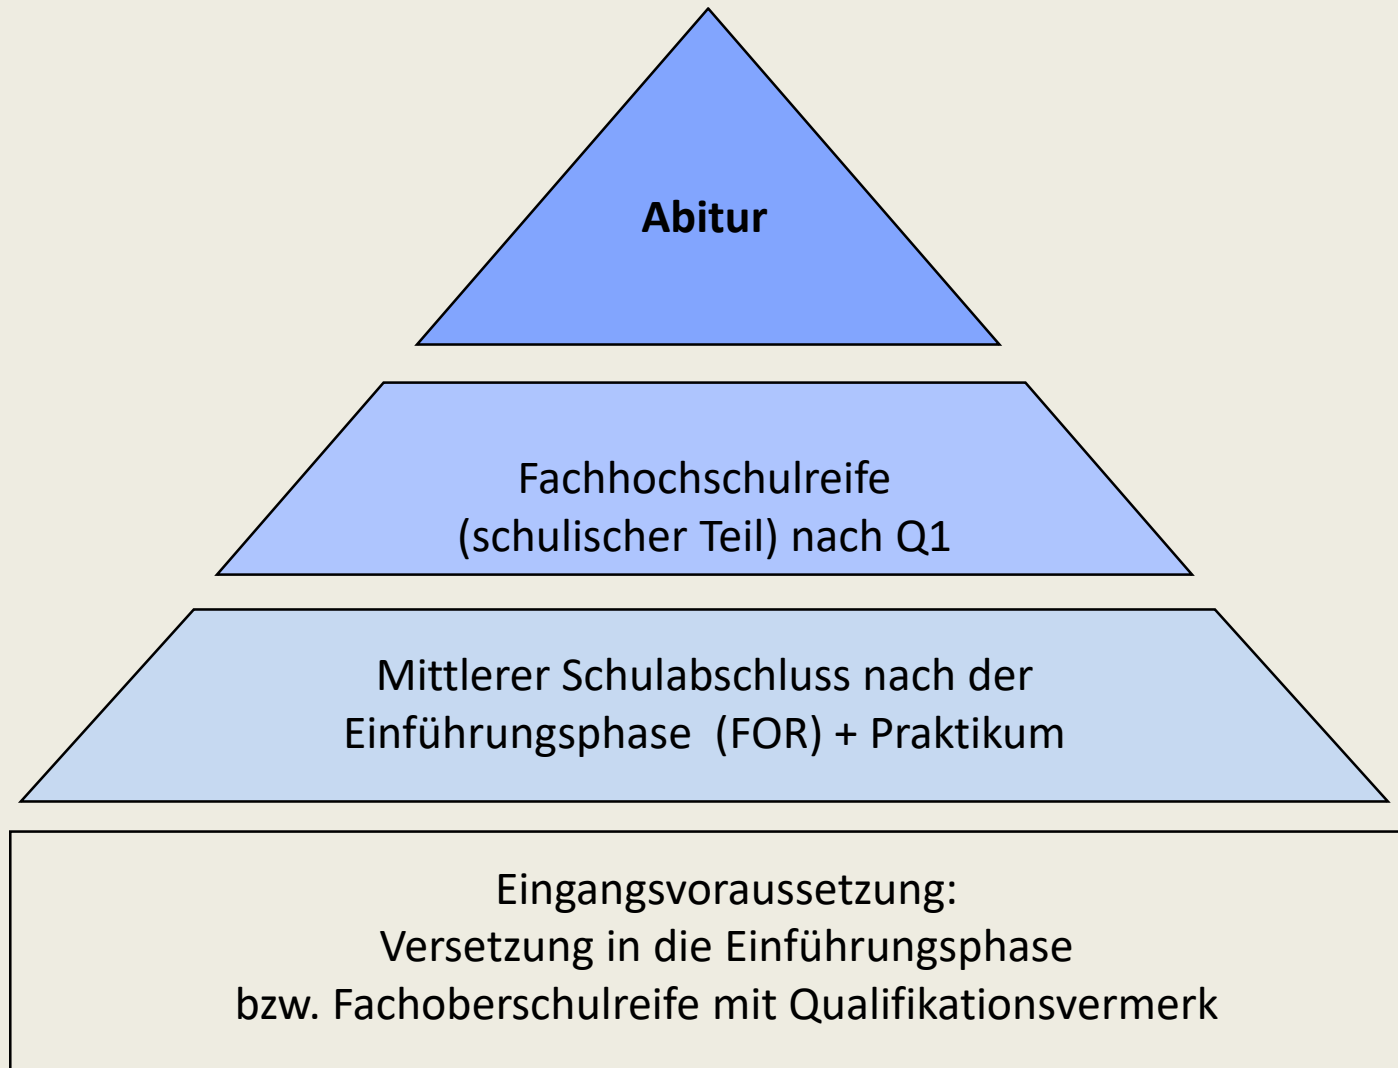 Abitur
Fachhochschulreife
(schulischer Teil) nach Q1
Mittlerer Schulabschluss nach der
Einführungsphase (FOR) + Praktikum
Eingangsvoraussetzung:
Versetzung in die Einführungsphase
bzw. Fachoberschulreife mit Qualifikationsvermerk